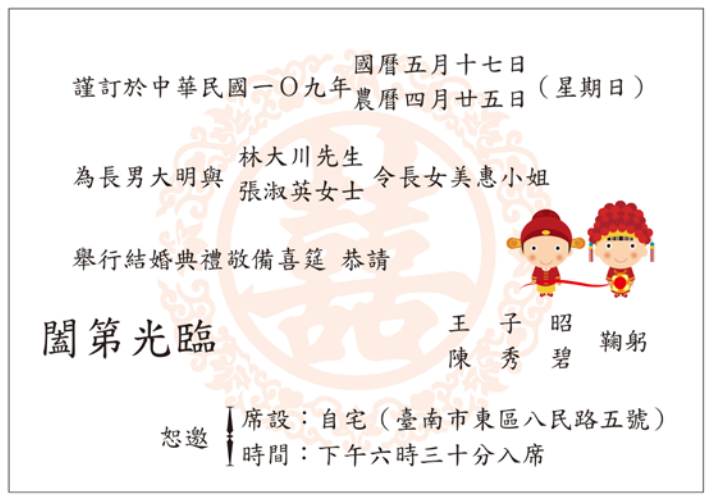 國曆五月十七日
謹訂於中華民國一〇九年 (星期日)
農曆四月廿五日
林大川先生
為長男大明與 令長女美惠小姐
張淑英女士
舉行結婚典禮敬備喜筵 恭請
闔第光臨
王子昭
陳秀碧 鞠躬
恕邀
席設:自宅(臺南市東區八民路五號)
時間:下午六時三十分入席
囍